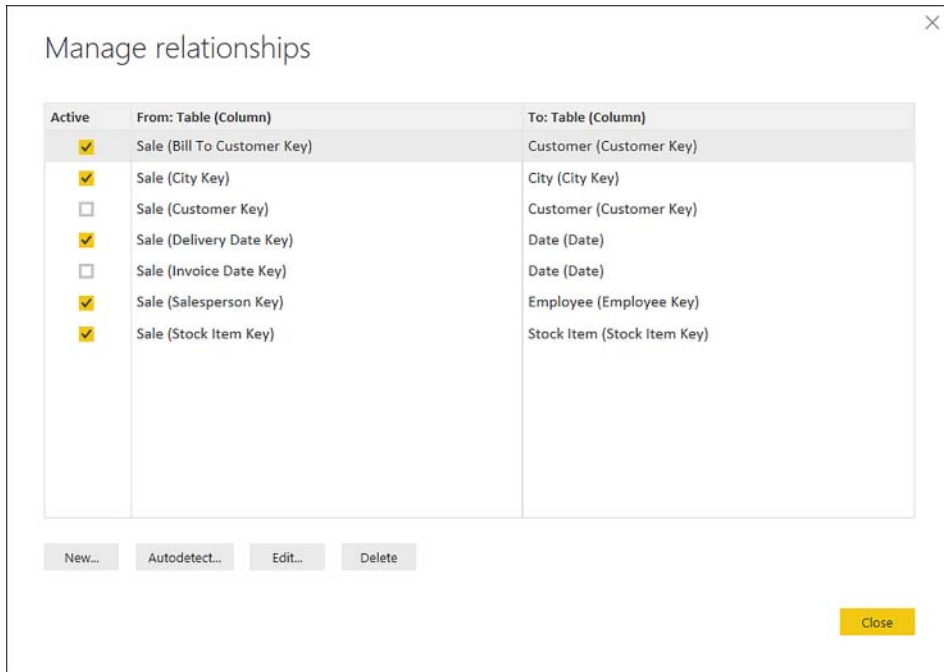 Manage relationships
Active From: Table (Column) To: Table (Column)
Sale (Bill To Customer Key) Customer (Customer Key)
Sale (City Key) City (City Key)
Sale (Customer Key) Customer (Customer Key)
Sale (Delivery Date Key) Date (Date)
Sale (Invoice Date Key) Date (Date)
Sale (Salesperson Key) Employee (Employee Key)
Sale (Stock Item Key) Stock Item (Stock Item Key)
New... Autodetect... Edit... Delete
Close